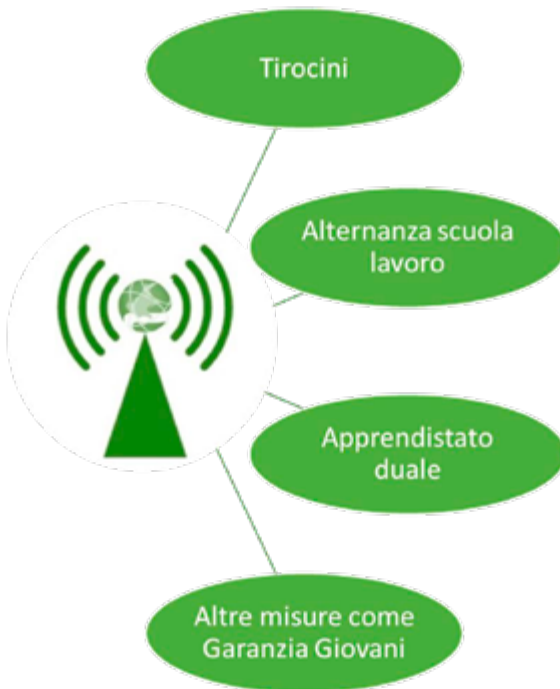 Tirocini
Alternanza scuola
lavoro
Apprendistato
duale
Altre misure come
Garanzia Giovani